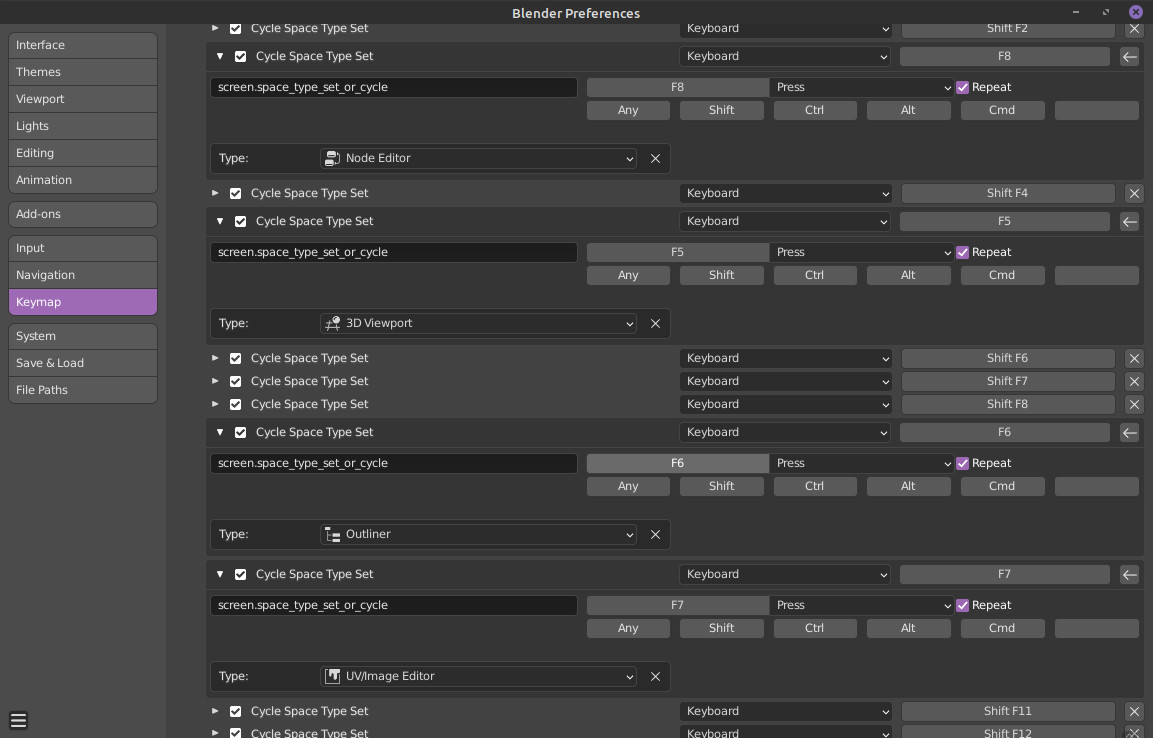 Blender Preferences
Interface
Themes
Viewport
Lights
Editing
Animation
Add-ons
Input
Navigation
Keymap
System
Save & Load
File Paths
Cycle Space Type Set Keyboard Shift F2
Cycle Space Type Set Keyboard F8
screen.space_type_set_or_cycle F8 Press Repeat
Any Shift Ctrl Alt Cmd
Type: Node Editor
Cycle Space Type Set Keyboard Shift F4
Cycle Space Type Set Keyboard F5
screen.space_type_set_or_cycle F5 Press Repeat
Any Shift Ctrl Alt Cmd
Type: 3D Viewport
Cycle Space Type Set Keyboard Shift F6
Cycle Space Type Set Keyboard Shift F7
Cycle Space Type Set Keyboard Shift F8
Cycle Space Type Set Keyboard F6
screen.space_type_set_or_cycle F6 Press Repeat
Any Shift Ctrl Alt Cmd
Type: Outliner
Cycle Space Type Set Keyboard F7
screen.space_type_set_or_cycle F7 Press Repeat
Any Shift Ctrl Alt Cmd
Type: UV/Image Editor
Cycle Space Type Set Keyboard Shift F11
Cycle Space Type Set Keyboard Shift F12